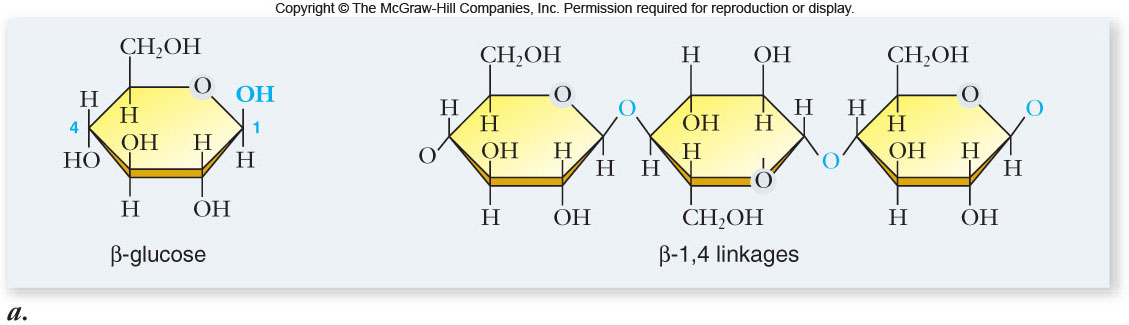 Copyright © The McGraw-Hill Companies, Inc. Permission required for reproduction or display.
CH₂OH
O OH
H H
4 OH H 1
HO H
H OH
β-glucose
CH₂OH H OH CH₂OH
O O
H O H H O
H OH H H
OH H H OH H
O H H O H
O
H OH CH₂OH H OH
β-1,4 linkages
a.